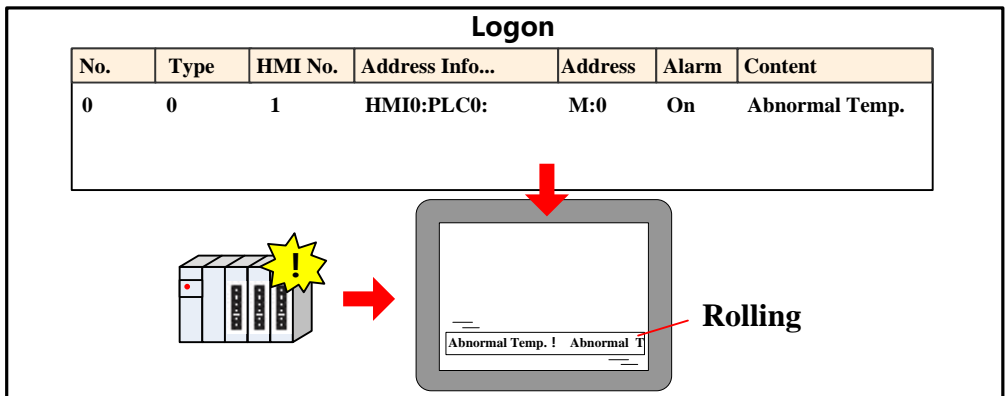 Logon
No. Type HMI No. Address Info... Address Alarm Content
0 0 1 HMI0:PLC0: M:0 On Abnormal Temp.
!
Rolling
Abnormal Temp. ! Abnormal T